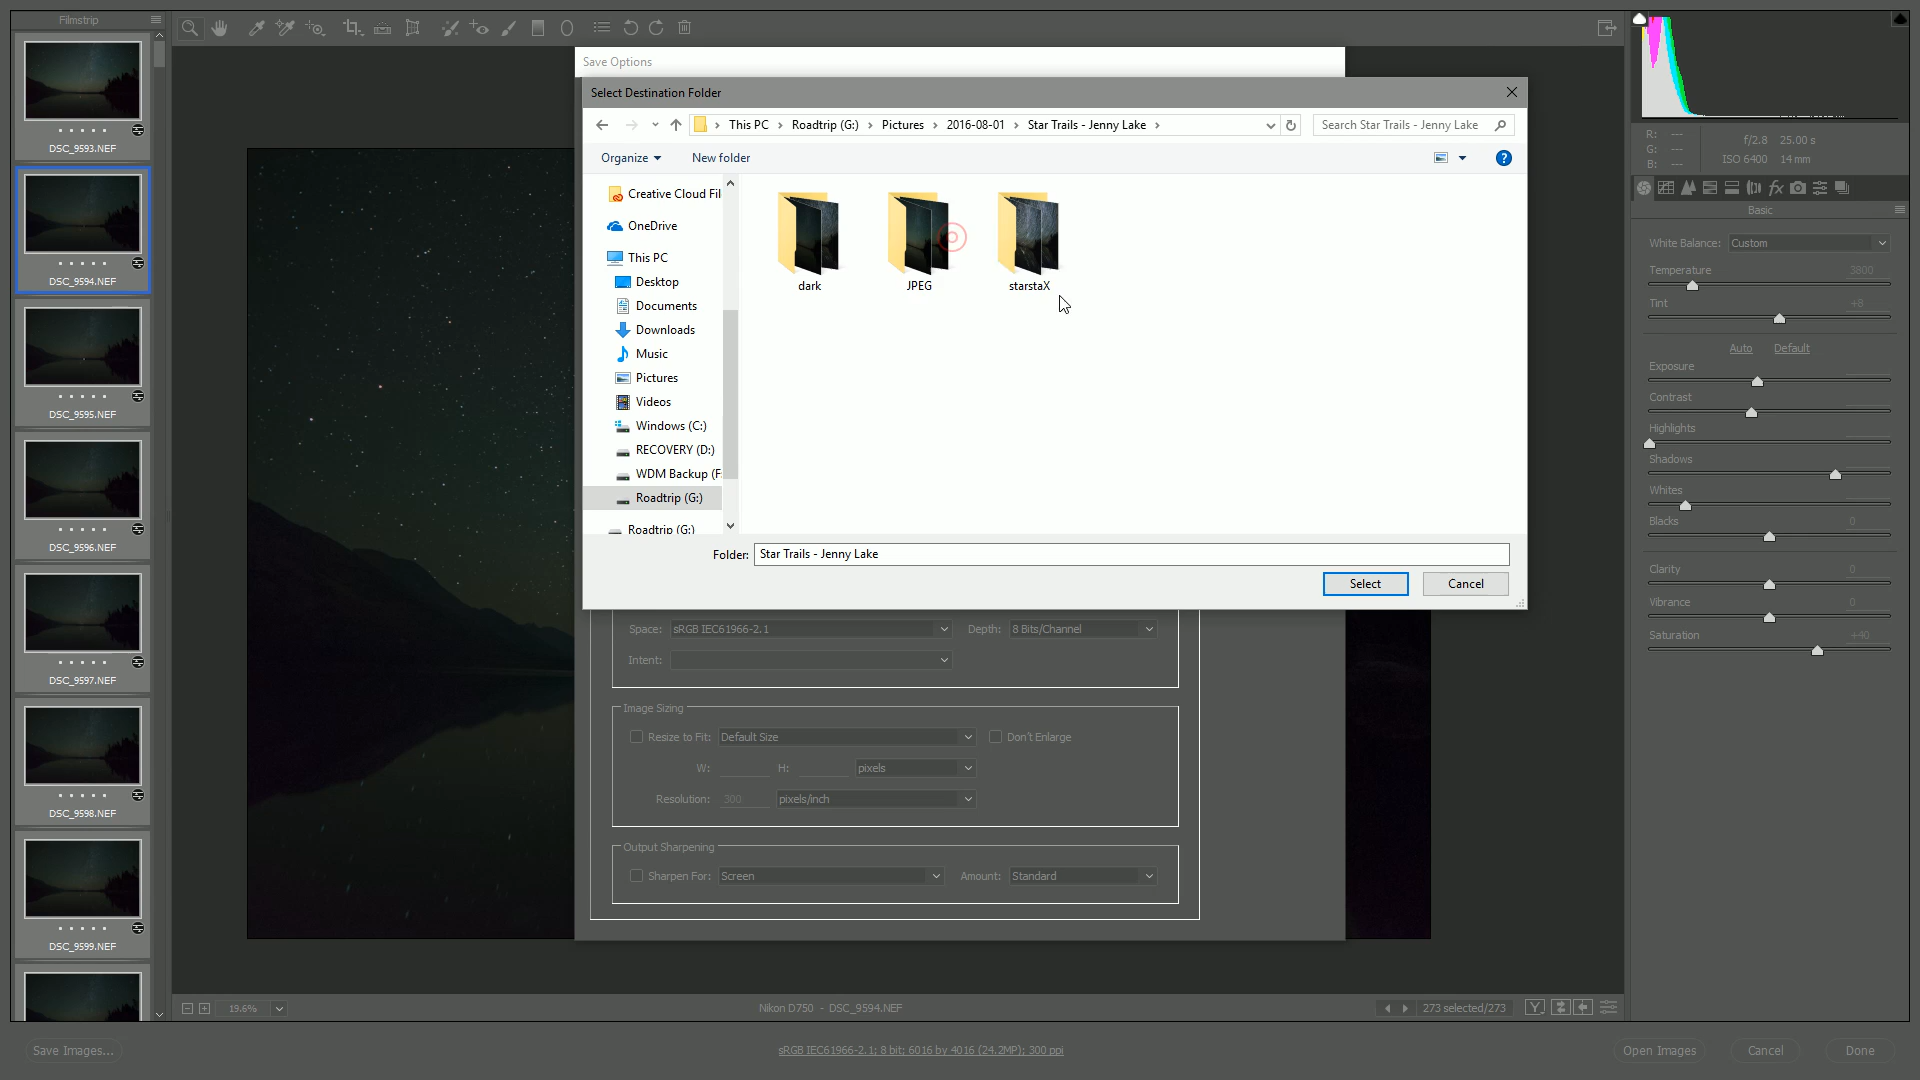 Filmstrip
DSC_9593.NEF
DSC_9594.NEF
DSC_9595.NEF
DSC_9596.NEF
DSC_9597.NEF
DSC_9598.NEF
DSC_9599.NEF
Save Options
Select Destination Folder
This PC > Roadtrip (G:) > Pictures > 2016-08-01 > Star Trails - Jenny Lake >
Search Star Trails - Jenny Lake
Organize
New folder
Creative Cloud Fil
OneDrive
This PC
Desktop
Documents
Downloads
Music
Pictures
Videos
Windows (C:)
RECOVERY (D:)
WDM Backup (F:
Roadtrip (G:)
Roadtrip (G:)
dark
JPEG
starstaX
Folder: Star Trails - Jenny Lake
Select
Cancel
Space: sRGB IEC61966-2.1
Depth: 8 Bits/Channel
Intent:
Image Sizing
Resize to Fit: Default Size
Don't Enlarge
W:
H:
pixels
Resolution: 300 pixels/inch
Output Sharpening
Sharpen For: Screen
Amount: Standard
R: ---
G: ---
B: ---
f/2.8 25.00 s
ISO 6400 14 mm
Basic
White Balance: Custom
Temperature 3800
Tint +8
Auto Default
Exposure
Contrast
Highlights
Shadows
Whites
Blacks 0
Clarity 0
Vibrance 0
Saturation +40
19.6%
Nikon D750 - DSC_9594.NEF
273 selected/273
Save Images...
sRGB IEC61966-2.1; 8 bit; 6016 by 4016 (24.2MP); 300 ppi
Open Images
Cancel
Done